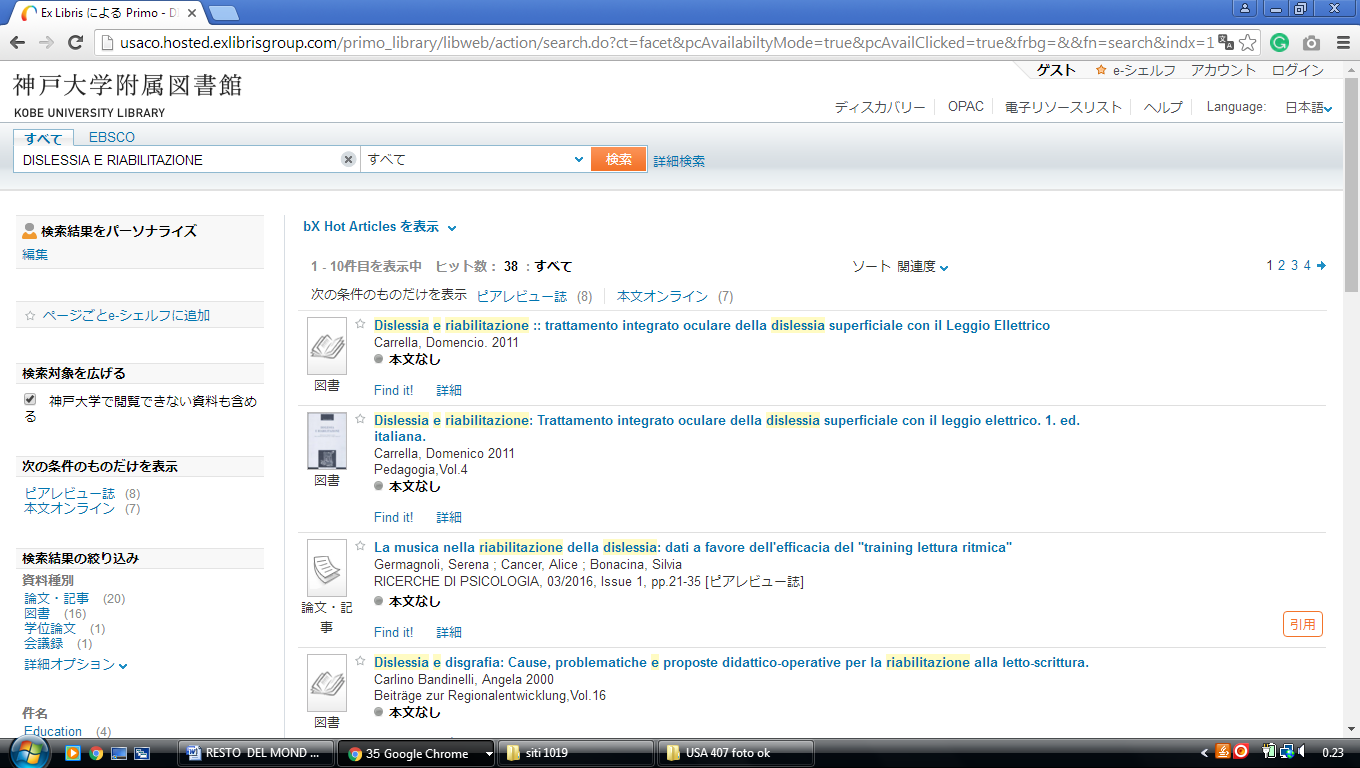 Ex Libris による Primo - DI
usaco.hosted.exlibrisgroup.com/primo_library/libweb/action/search.do?ct=facet&pcAvailabiltyMode=true&pcAvailClicked=true&frbg=&&fn=search&indx=1
神戸大学附属図書館
KOBE UNIVERSITY LIBRARY
ゲスト e-シェルフ アカウント ログイン
ディスカバリー OPAC 電子リソースリスト ヘルプ Language: 日本語
すべて EBSCO
DISLESSIA E RIABILITAZIONE すべて 検索 詳細検索
検索結果をパーソナライズ
編集
ページごとe-シェルフに追加
検索対象を広げる
神戸大学で閲覧できない資料も含め
る
次の条件のものだけを表示
ピアレビュー誌 (8)
本文オンライン (7)
検索結果の絞り込み
資料種別
論文・記事 (20)
図書 (16)
学位論文 (1)
会議録 (1)
詳細オプション
件名
Education (4)
bX Hot Articles を表示
1 - 10件目を表示中 ヒット数： 38 : すべて ソート 関連度 1 2 3 4
次の条件のものだけを表示 ピアレビュー誌 (8) 本文オンライン (7)
Dislessia e riabilitazione :: trattamento integrato oculare della dislessia superficiale con il Leggio Ellettrico
Carrella, Domencio. 2011
本文なし
図書
Find it! 詳細
Dislessia e riabilitazione: Trattamento integrato oculare della dislessia superficiale con il leggio elettrico. 1. ed.
italiana.
Carrella, Domenico 2011
Pedagogia,Vol.4
図書
本文なし
Find it! 詳細
La musica nella riabilitazione della dislessia: dati a favore dell'efficacia del "training lettura ritmica"
Germagnoli, Serena ; Cancer, Alice ; Bonacina, Silvia
RICERCHE DI PSICOLOGIA, 03/2016, Issue 1, pp.21-35 [ピアレビュー誌]
本文なし
論文・記
事
Find it! 詳細
引用
Dislessia e disgrafia: Cause, problematiche e proposte didattico-operative per la riabilitazione alla letto-scrittura.
Carlino Bandinelli, Angela 2000
Beiträge zur Regionalentwicklung,Vol.16
本文なし
図書
RESTO DEL MOND ... 35 Google Chrome siti 1019 USA 407 foto ok 0.23